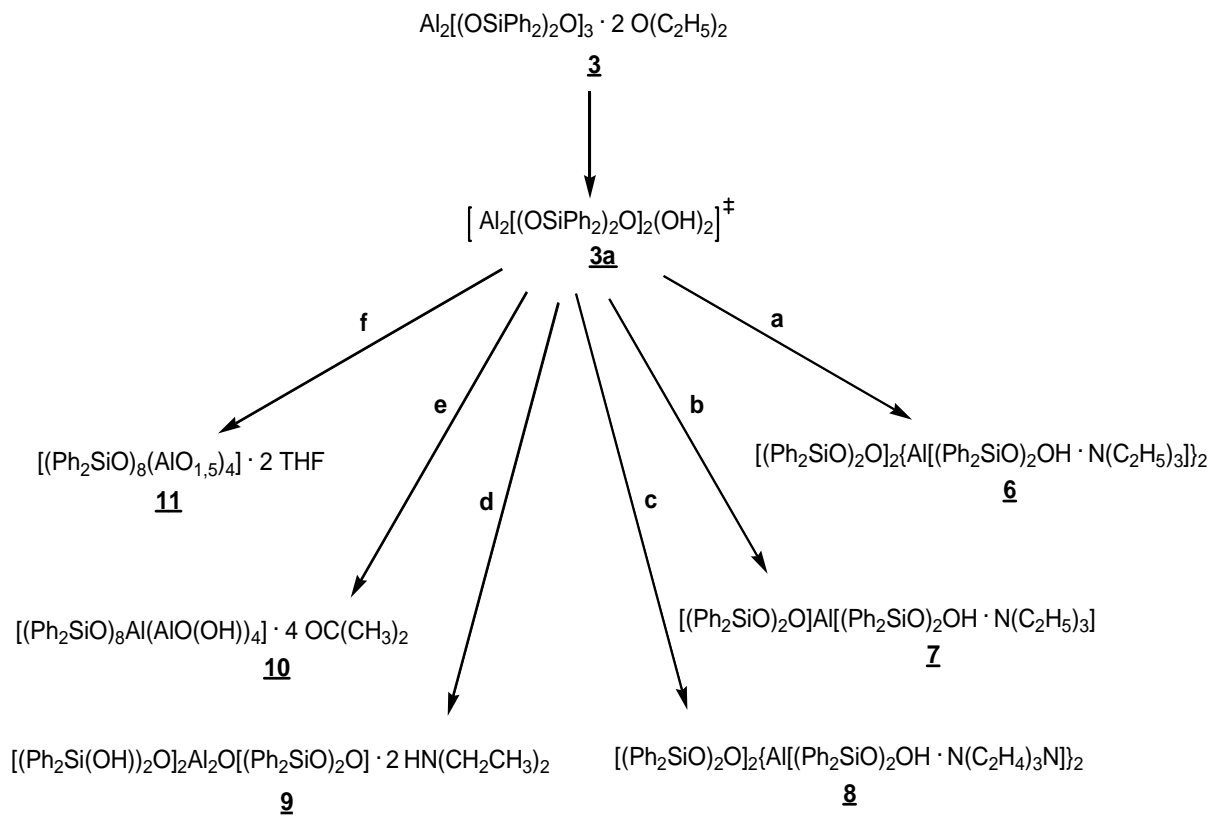 Al₂[(OSiPh₂)₂O]₃ · 2 O(C₂H₅)₂
3
[ Al₂[(OSiPh₂)₂O]₂(OH)₂]‡
3a
f
a
e
b
d
c
[(Ph₂SiO)₈(AlO₁,₅)₄] · 2 THF
11
[(Ph₂SiO)₂O]₂{Al[(Ph₂SiO)₂OH · N(C₂H₅)₃]}₂
6
[(Ph₂SiO)₈Al(AlO(OH))₄] · 4 OC(CH₃)₂
10
[(Ph₂SiO)₂O]Al[(Ph₂SiO)₂OH · N(C₂H₅)₃]
7
[(Ph₂Si(OH))₂O]₂Al₂O[(Ph₂SiO)₂O] · 2 HN(CH₂CH₃)₂
9
[(Ph₂SiO)₂O]₂{Al[(Ph₂SiO)₂OH · N(C₂H₄)₃N]}₂
8